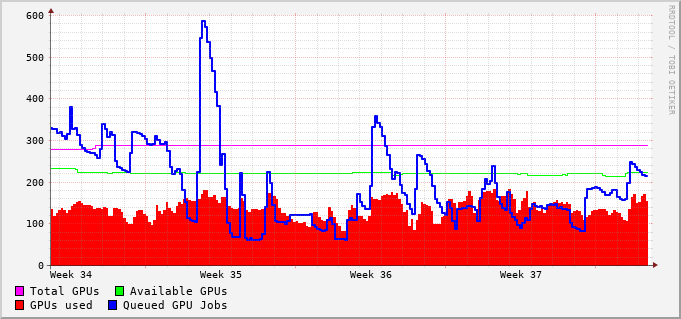 600
500
400
300
200
100
0
Week 34 Week 35 Week 36 Week 37
Total GPUs Available GPUs
GPUs used Queued GPU Jobs
RRDTOOL / TOBI OETIKER